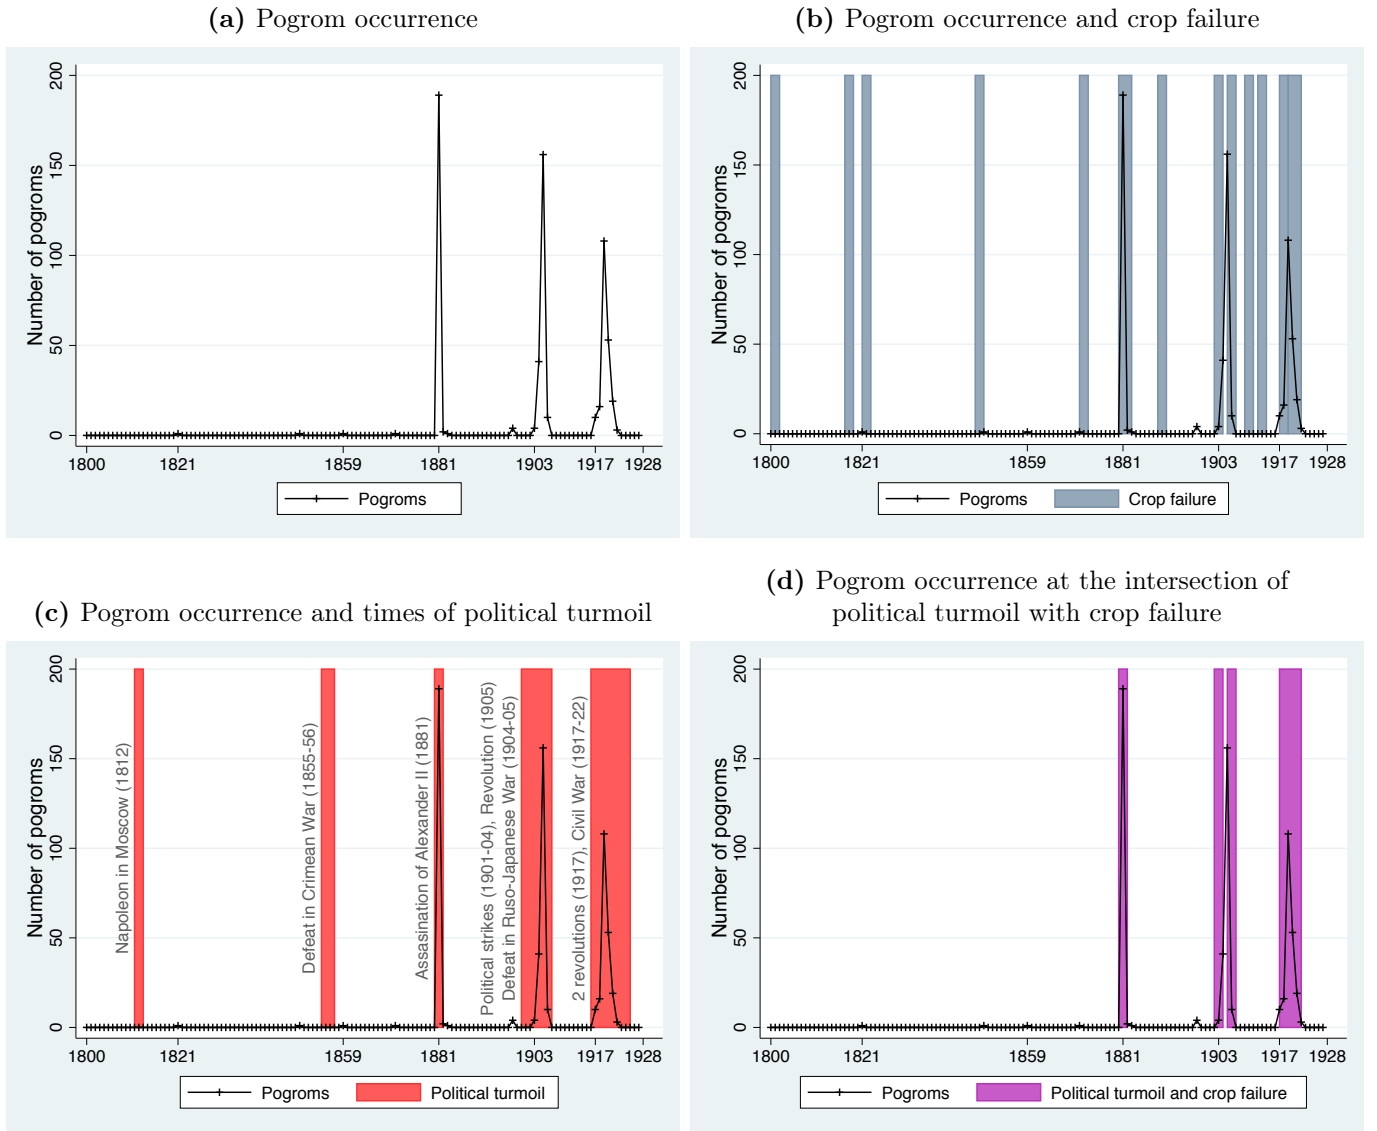 (a) Pogrom occurrence
Number of pogroms
200
150
100
50
0
1800 1821 1859 1881 1903 1917 1928
Pogroms
(b) Pogrom occurrence and crop failure
Number of pogroms
200
150
100
50
0
1800 1821 1859 1881 1903 1917 1928
Pogroms Crop failure
(c) Pogrom occurrence and times of political turmoil
Number of pogroms
200
150
100
50
0
Napoleon in Moscow (1812)
Defeat in Crimean War (1855-56)
Assasination of Alexander II (1881)
Political strikes (1901-04), Revolution (1905)
Defeat in Ruso-Japanese War (1904-05)
2 revolutions (1917), Civil War (1917-22)
1800 1821 1859 1881 1903 1917 1928
Pogroms Political turmoil
(d) Pogrom occurrence at the intersection of
political turmoil with crop failure
Number of pogroms
200
150
100
50
0
1800 1821 1859 1881 1903 1917 1928
Pogroms Political turmoil and crop failure